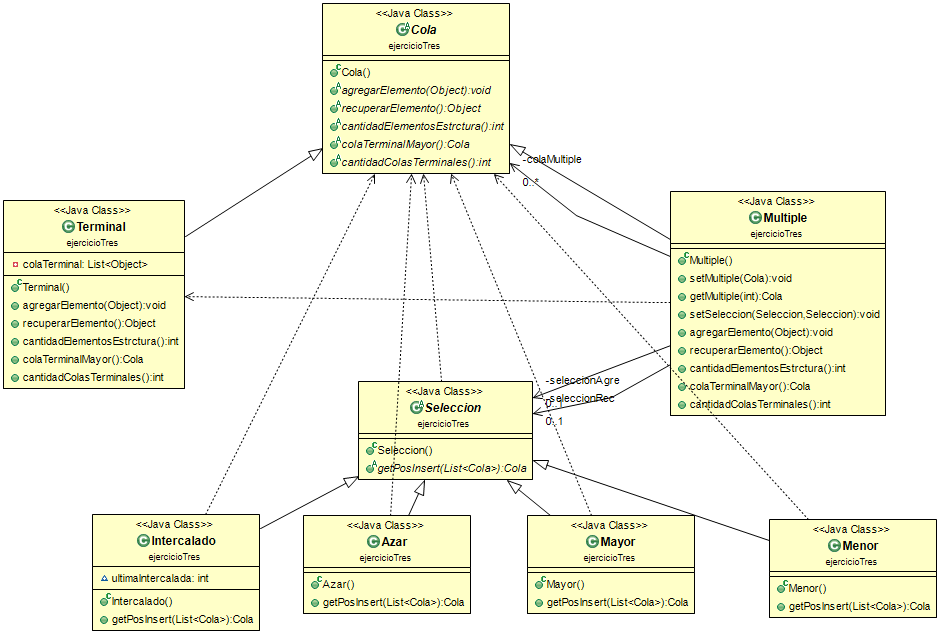 <<Java Class>>
Cola
ejercicioTres
Cola()
agregarElemento(Object):void
recuperarElemento():Object
cantidadElementosEstrctura():int
colaTerminalMayor():Cola
cantidadColasTerminales():int
-colaMultiple
0..*
<<Java Class>>
Terminal
ejercicioTres
colaTerminal: List<Object>
Terminal()
agregarElemento(Object):void
recuperarElemento():Object
cantidadElementosEstrctura():int
colaTerminalMayor():Cola
cantidadColasTerminales():int
<<Java Class>>
Multiple
ejercicioTres
Multiple()
setMultiple(Cola):void
getMultiple(int):Cola
setSeleccion(Seleccion,Seleccion):void
agregarElemento(Object):void
recuperarElemento():Object
cantidadElementosEstrctura():int
colaTerminalMayor():Cola
cantidadColasTerminales():int
-seleccionAgre
0..1
-seleccionRec
0..1
<<Java Class>>
Seleccion
ejercicioTres
Seleccion()
getPosInsert(List<Cola>):Cola
<<Java Class>>
Intercalado
ejercicioTres
ultimaIntercalada: int
Intercalado()
getPosInsert(List<Cola>):Cola
<<Java Class>>
Azar
ejercicioTres
Azar()
getPosInsert(List<Cola>):Cola
<<Java Class>>
Mayor
ejercicioTres
Mayor()
getPosInsert(List<Cola>):Cola
<<Java Class>>
Menor
ejercicioTres
Menor()
getPosInsert(List<Cola>):Cola